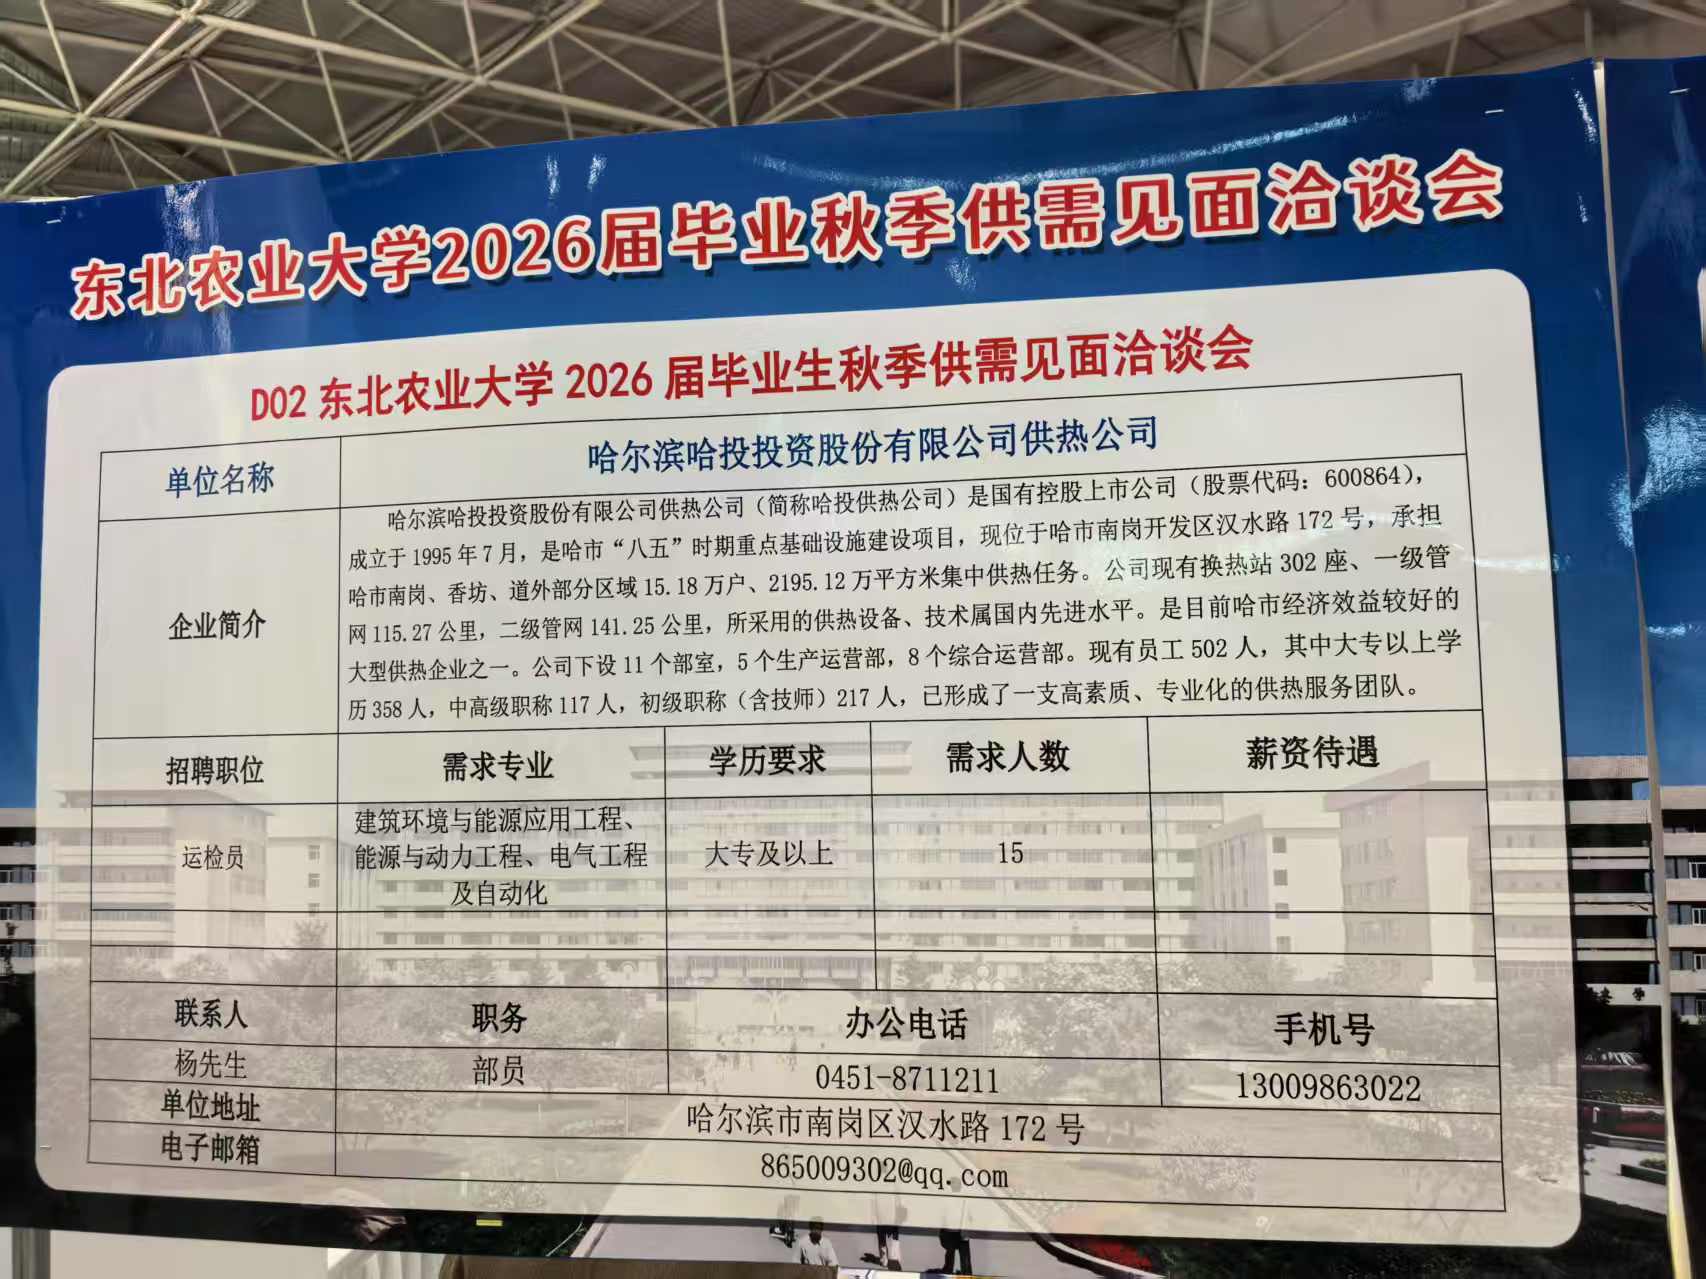 东北农业大学2026届毕业秋季供需见面洽谈会
D02 东北农业大学 2026 届毕业生秋季供需见面洽谈会
单位名称
哈尔滨哈投投资股份有限公司供热公司
企业简介
哈尔滨哈投投资股份有限公司供热公司（简称哈投供热公司）是国有控股上市公司（股票代码：600864），
成立于 1995 年 7 月，是哈市“八五”时期重点基础设施建设项目，现位于哈市南岗开发区汉水路 172 号，承担
哈市南岗、香坊、道外部分区域 15.18 万户、2195.12 万平方米集中供热任务。公司现有换热站 302 座、一级管
网 115.27 公里，二级管网 141.25 公里，所采用的供热设备、技术属国内先进水平。是目前哈市经济效益较好的
大型供热企业之一。公司下设 11 个部室，5 个生产运营部，8 个综合运营部。现有员工 502 人，其中大专以上学
历 358 人，中高级职称 117 人，初级职称（含技师）217 人，已形成了一支高素质、专业化的供热服务团队。
招聘职位 需求专业 学历要求 需求人数 薪资待遇
建筑环境与能源应用工程、
运检员 能源与动力工程、电气工程 大专及以上 15
及自动化
联系人 职务 办公电话 手机号
杨先生 部员 0451-8711211 13009863022
单位地址 哈尔滨市南岗区汉水路 172 号
电子邮箱 865009302@qq.com